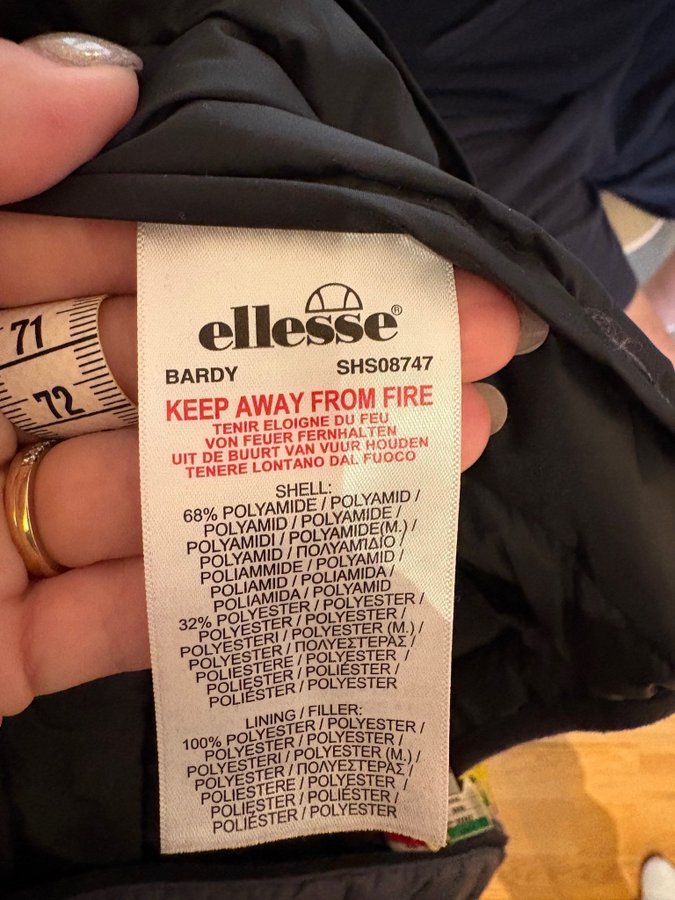 71
72
ellesse®
BARDY SHS08747
KEEP AWAY FROM FIRE
TENIR ELOIGNE DU FEU
VON FEUER FERNHALTEN
UIT DE BUURT VAN VUUR HOUDEN
TENERE LONTANO DAL FUOCO
SHELL:
68% POLYAMIDE / POLYAMID /
POLYAMID / POLYAMIDE /
POLYAMIDI / POLYAMIDE(M.) /
POLYAMID / ΠΟΛΥΑΜΊΔΙΟ /
POLIAMMIDE / POLYAMID /
POLIAMID / POLIAMIDA /
POLIAMIDA / POLYAMID
32% POLYESTER / POLYESTER /
POLYESTER / POLYESTER /
POLYESTERI / POLYESTER (M.) /
POLYESTER / ΠΟΛΥΕΣΤΕΡΑΣ /
POLIESTERE / POLYESTER /
POLIESTER / POLIÉSTER /
POLIÉSTER / POLYESTER
LINING / FILLER:
100% POLYESTER / POLYESTER /
POLYESTER / POLYESTER /
POLYESTERI / POLYESTER (M.) /
POLYESTER / ΠΟΛΥΕΣΤΕΡΑΣ /
POLIESTERE / POLYESTER /
POLIESTER / POLIÉSTER /
POLIÉSTER / POLYESTER